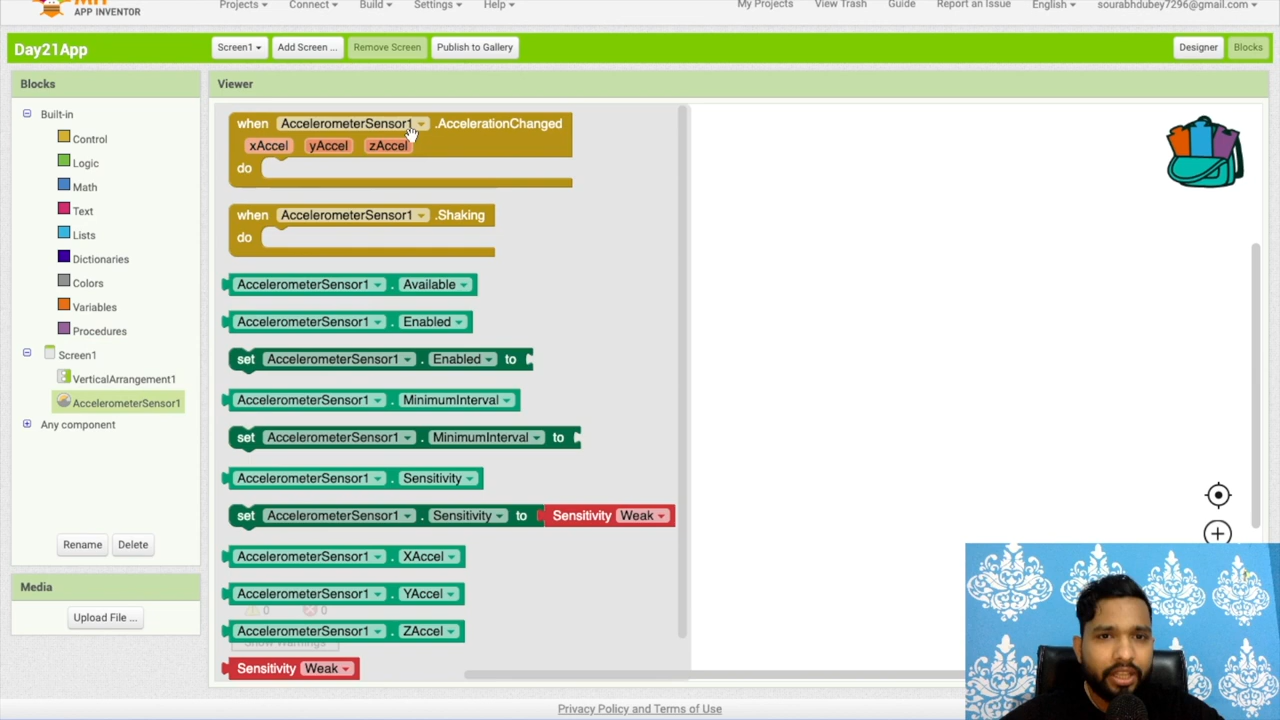 MIT
APP INVENTOR
Projects Connect Build Settings Help My Projects View Trash Guide Report an Issue English sourabhdubey7296@gmail.com
Day21App Screen1 Add Screen ... Remove Screen Publish to Gallery Designer Blocks
Blocks Viewer
Built-in
Control
Logic
Math
Text
Lists
Dictionaries
Colors
Variables
Procedures
Screen1
VerticalArrangement1
AccelerometerSensor1
Any component
Rename Delete
Media
Upload File ...
when AccelerometerSensor1 .AccelerationChanged
xAccel yAccel zAccel
do
when AccelerometerSensor1 .Shaking
do
AccelerometerSensor1 . Available
AccelerometerSensor1 . Enabled
set AccelerometerSensor1 . Enabled to
AccelerometerSensor1 . MinimumInterval
set AccelerometerSensor1 . MinimumInterval to
AccelerometerSensor1 . Sensitivity
set AccelerometerSensor1 . Sensitivity to Sensitivity Weak
AccelerometerSensor1 . XAccel
AccelerometerSensor1 . YAccel
0 0
AccelerometerSensor1 . ZAccel
Show Warnings
Sensitivity Weak
Privacy Policy and Terms of Use